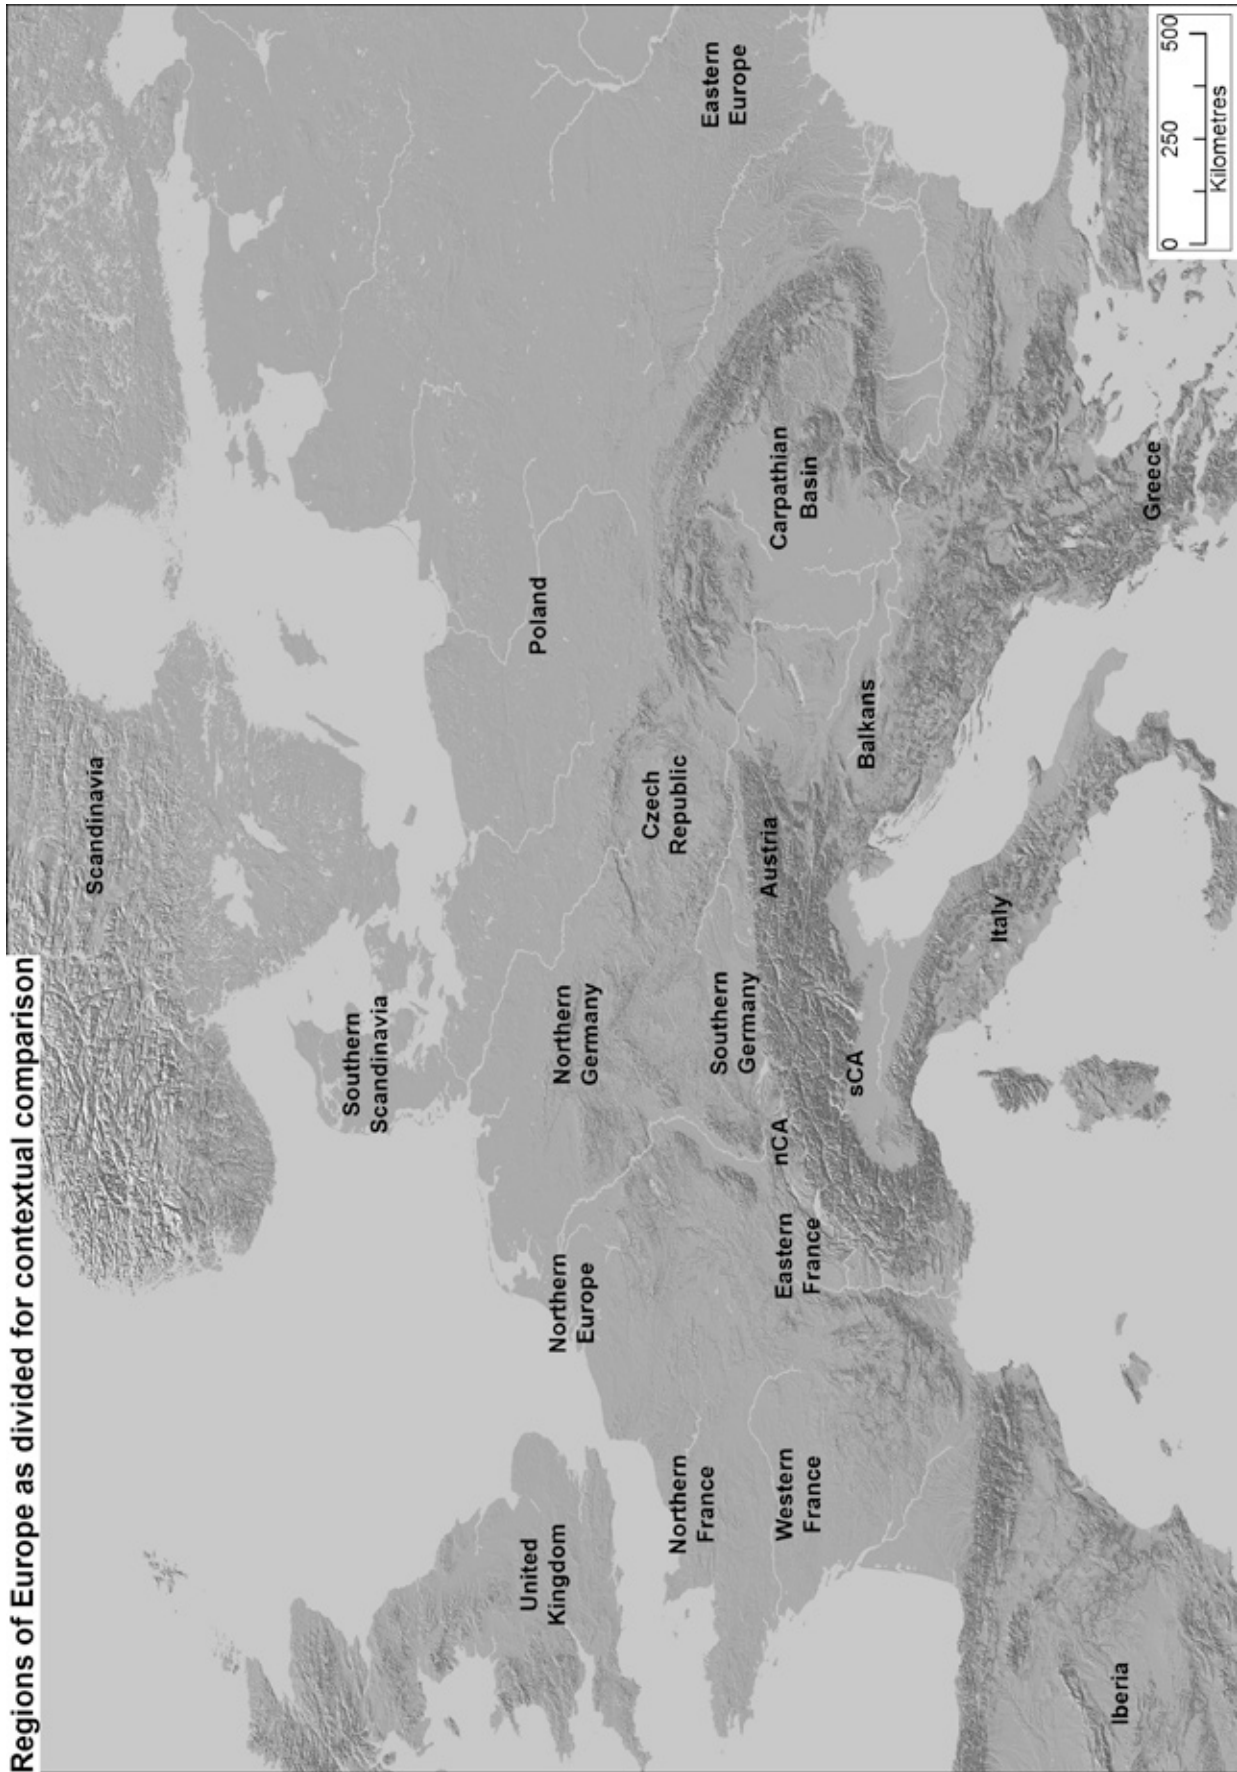 Regions of Europe as divided for contextual comparison
Scandinavia
Southern
Scandinavia
United
Kingdom
Northern
Europe
Northern
Germany
Poland
Northern
France
Czech
Republic
Southern
Germany
Eastern
Europe
Western
France
Eastern
France
nCA
Austria
Carpathian
Basin
sCA
Balkans
Italy
Iberia
Greece
0 250 500
Kilometres